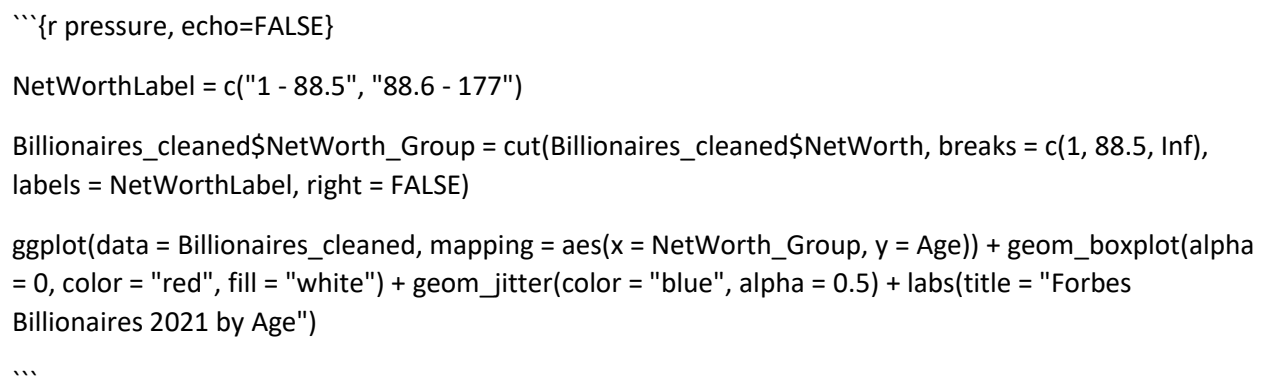 ```{r pressure, echo=FALSE}
NetWorthLabel = c("1 - 88.5", "88.6 - 177")
Billionaires_cleaned$NetWorth_Group = cut(Billionaires_cleaned$NetWorth, breaks = c(1, 88.5, Inf),
labels = NetWorthLabel, right = FALSE)
ggplot(data = Billionaires_cleaned, mapping = aes(x = NetWorth_Group, y = Age)) + geom_boxplot(alpha
= 0, color = "red", fill = "white") + geom_jitter(color = "blue", alpha = 0.5) + labs(title = "Forbes
Billionaires 2021 by Age")
```